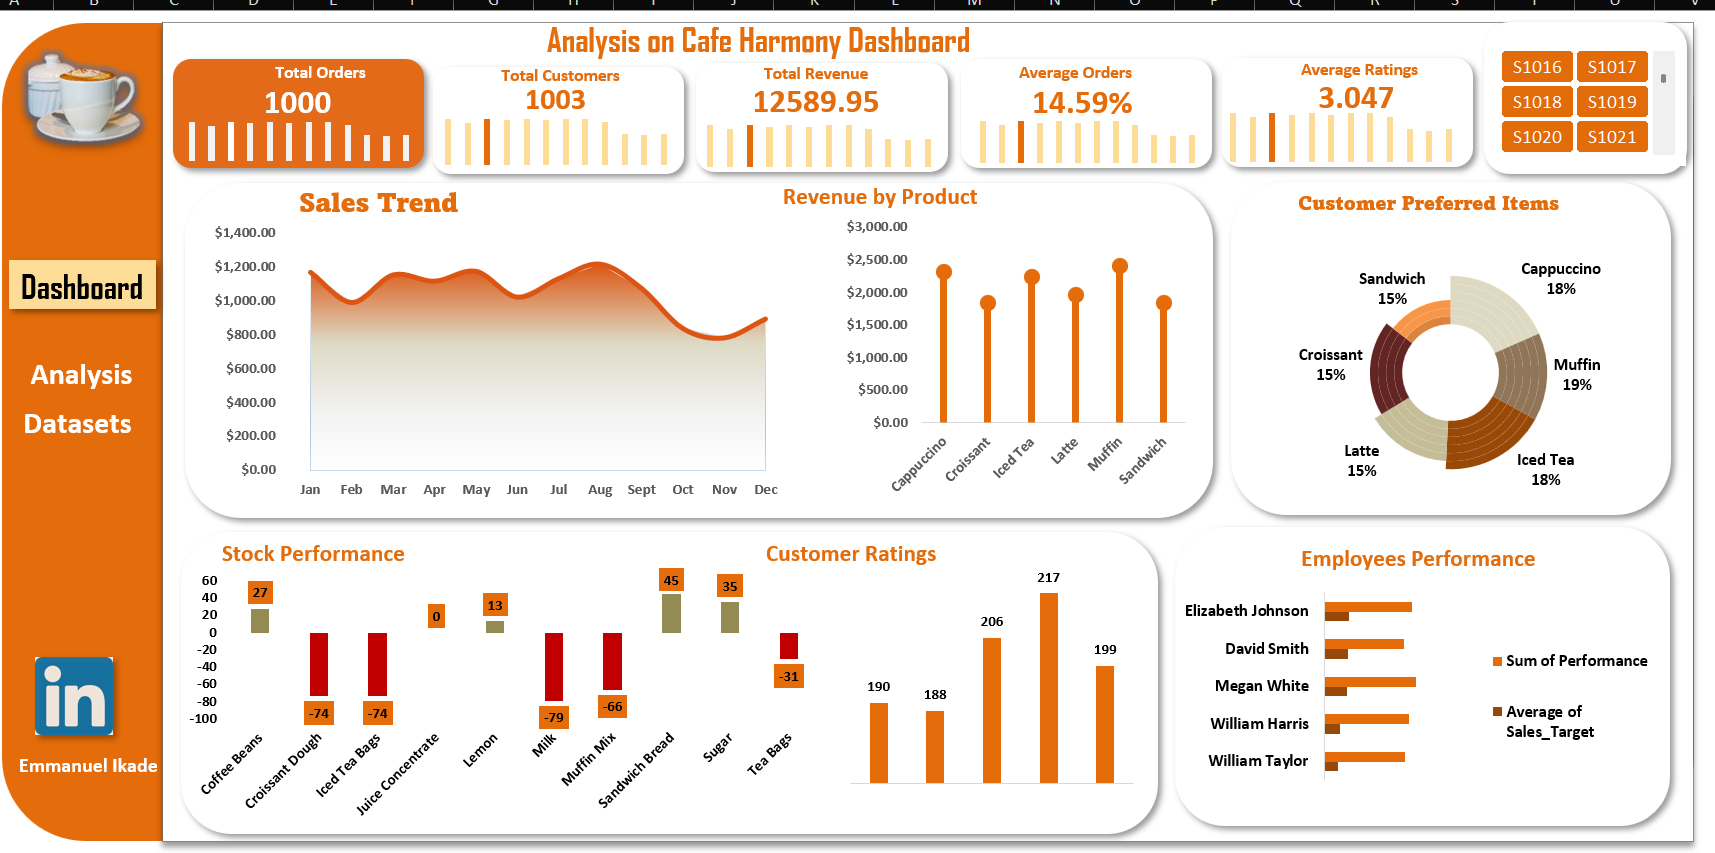 Analysis on Cafe Harmony Dashboard
Total Orders
1000
Total Customers
1003
Total Revenue
12589.95
Average Orders
14.59%
Average Ratings
3.047
S1016 S1017
S1018 S1019
S1020 S1021
Dashboard
Analysis
Datasets
in
Emmanuel Ikade
Sales Trend
$1,400.00
$1,200.00
$1,000.00
$800.00
$600.00
$400.00
$200.00
$0.00
Jan Feb Mar Apr May Jun Jul Aug Sept Oct Nov Dec
Revenue by Product
$3,000.00
$2,500.00
$2,000.00
$1,500.00
$1,000.00
$500.00
$0.00
Cappuccino
Croissant
Iced Tea
Latte
Muffin
Sandwich
Customer Preferred Items
Cappuccino
18%
Muffin
19%
Iced Tea
18%
Latte
15%
Croissant
15%
Sandwich
15%
Stock Performance
60
40
20
0
-20
-40
-60
-80
-100
27
-74
-74
0
13
-79
-66
45
35
-31
Coffee Beans
Croissant Dough
Iced Tea Bags
Juice Concentrate
Lemon
Milk
Muffin Mix
Sandwich Bread
Sugar
Tea Bags
Customer Ratings
190
188
206
217
199
Employees Performance
Elizabeth Johnson
David Smith
Megan White
William Harris
William Taylor
Sum of Performance
Average of
Sales_Target